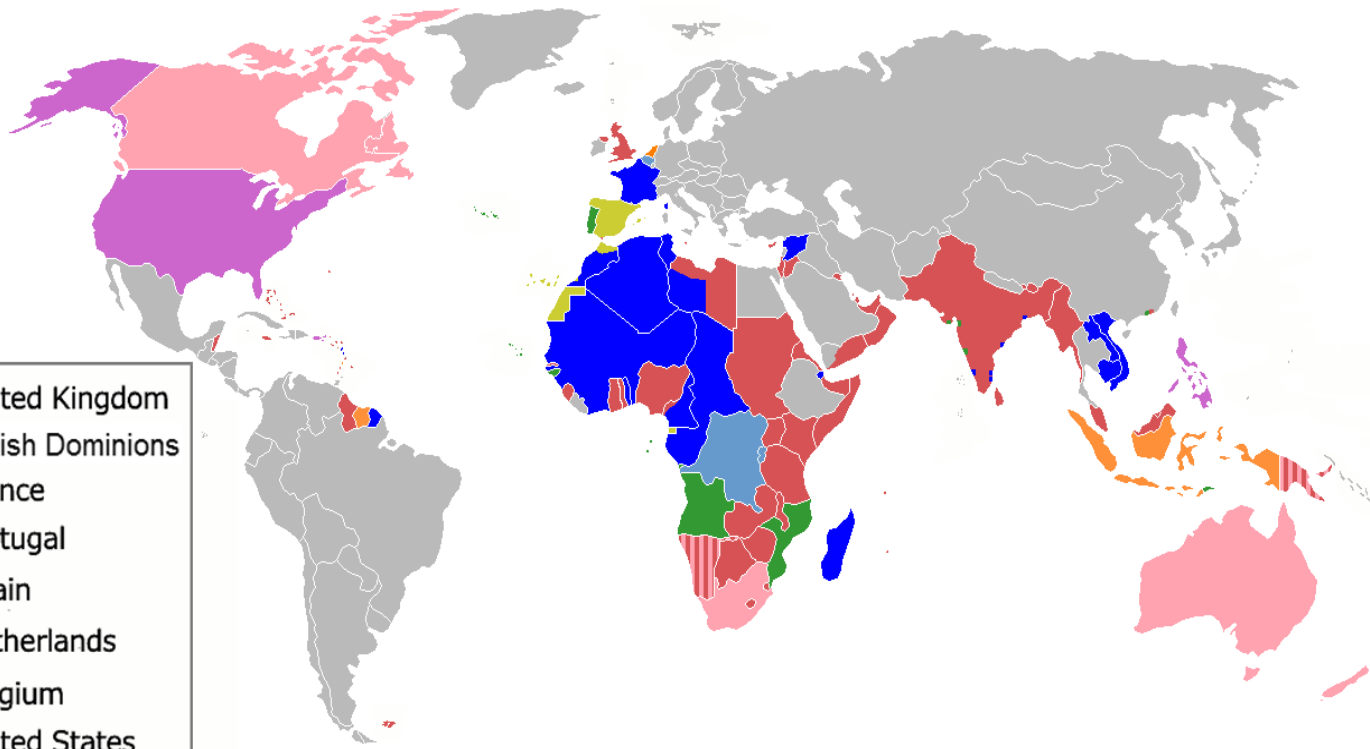 ted Kingdom
ish Dominions
nce
tugal
ain
therlands
gium
ted States